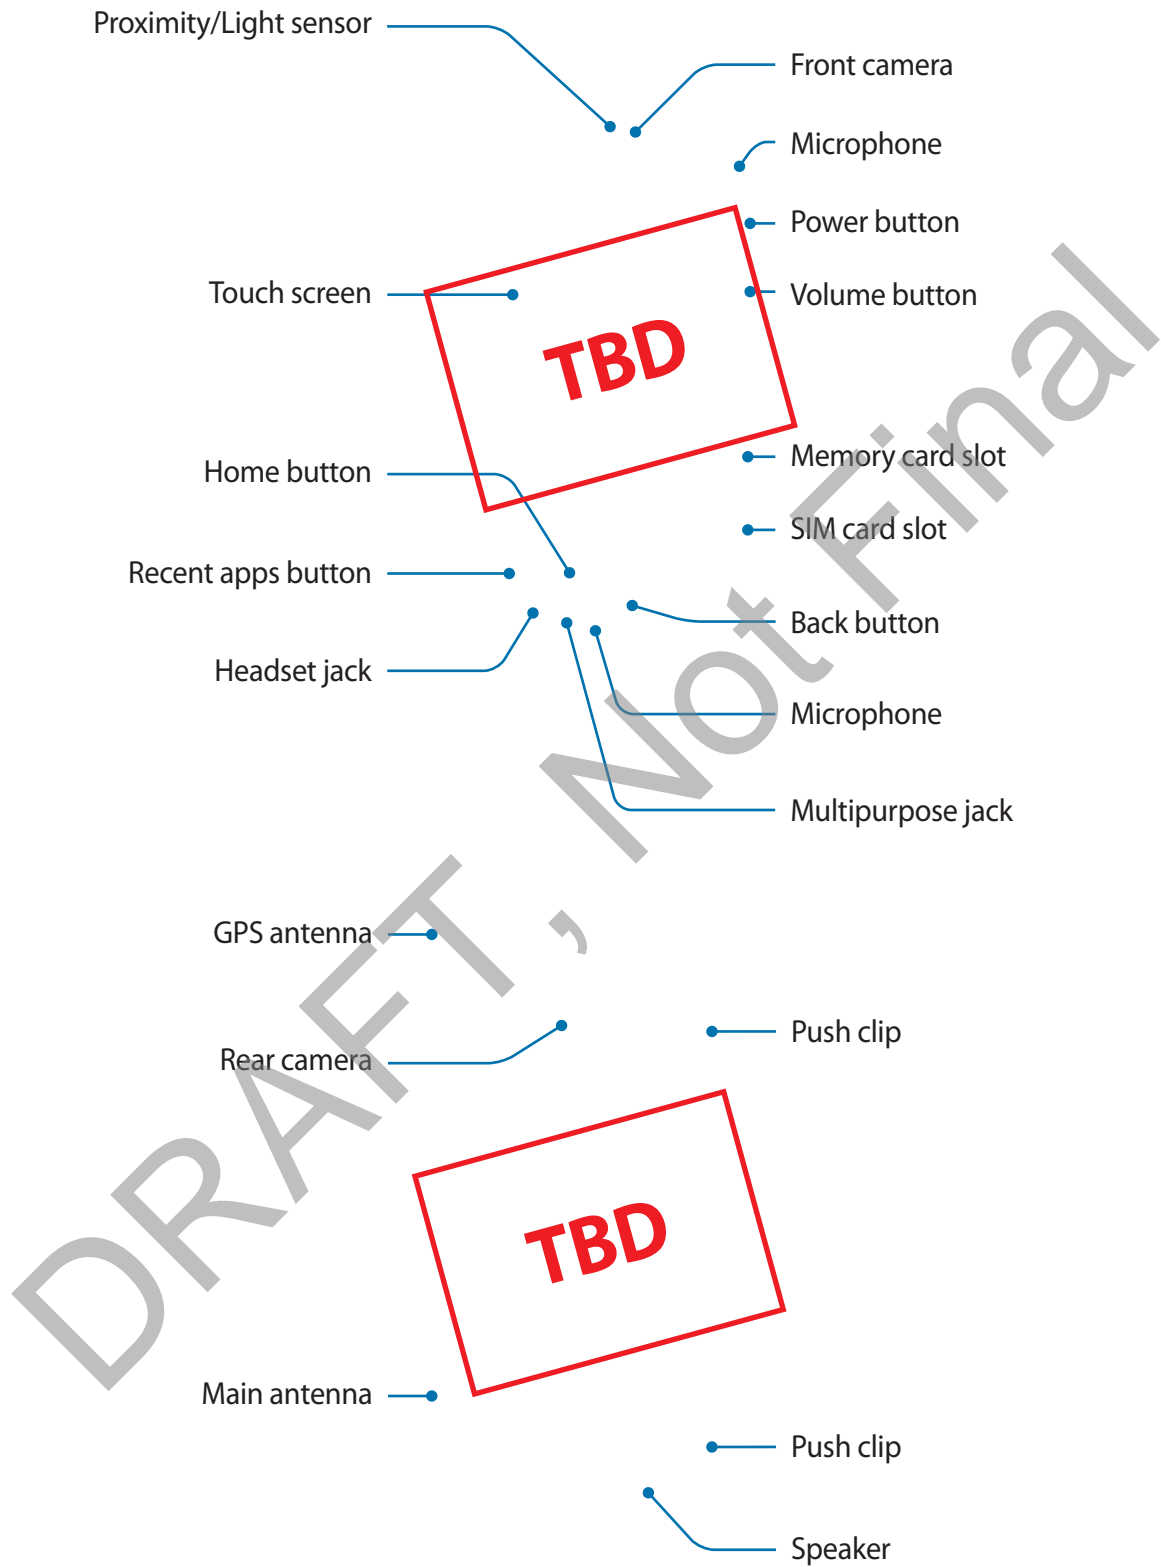 Proximity/Light sensor
Front camera
Microphone
Power button
Touch screen
Volume button
TBD
Memory card slot
Home button
SIM card slot
Recent apps button
Back button
Headset jack
Microphone
Multipurpose jack
GPS antenna
Push clip
Rear camera
TBD
Main antenna
Push clip
Speaker
DRAFT, Not Final